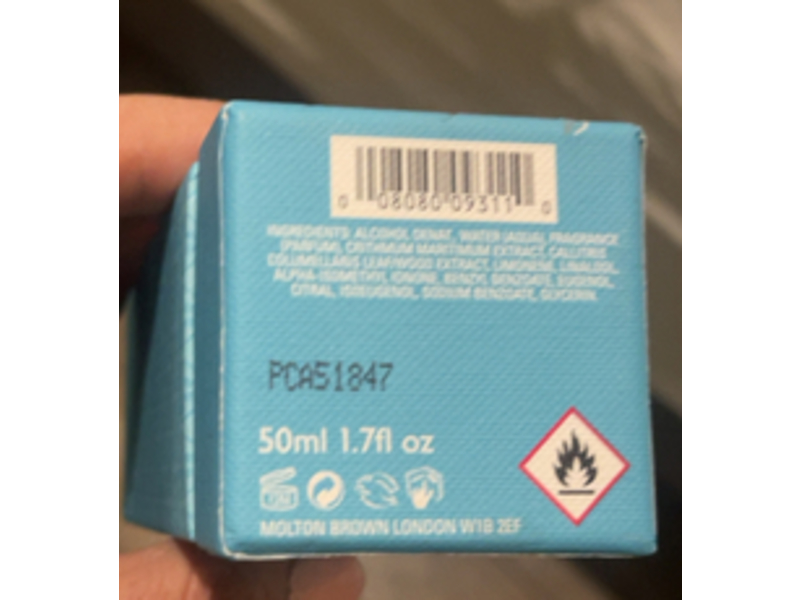 0 08080 09311 0
INGREDIENTS: ALCOHOL DENAT, WATER (AQUA), FRAGRANCE
(PARFUM), CRITHMUM MARITIMUM EXTRACT, CALLITRIS
COLUMELLARIS LEAF/WOOD EXTRACT, LIMONENE, LINALOOL,
ALPHA-ISOMETHYL IONONE, BENZYL BENZOATE, EUGENOL,
CITRAL, ISOEUGENOL, SODIUM BENZOATE, GLYCERIN
PCA51847
50ml 1.7fl oz
MOLTON BROWN LONDON W1B 2EF